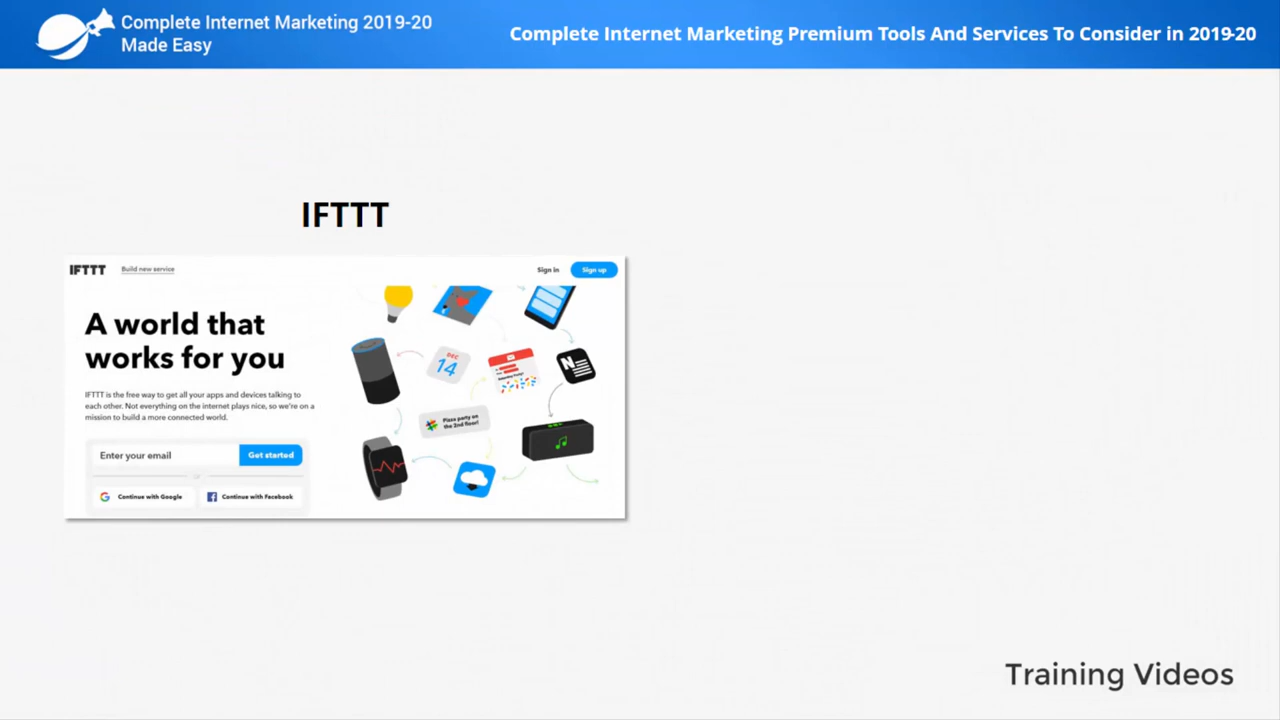 Complete Internet Marketing 2019-20
Made Easy
Complete Internet Marketing Premium Tools And Services To Consider in 2019-20
IFTTT
IFTTT
Build new service
Sign in
Sign up
A world that
works for you
IFTTT is the free way to get all your apps and devices talking to
each other. Not everything on the internet plays nice, so we're on a
mission to build a more connected world.
Enter your email
Get started
Continue with Google
Continue with Facebook
DEC
14
N
Pizza party on
the 2nd floor!
Training Videos